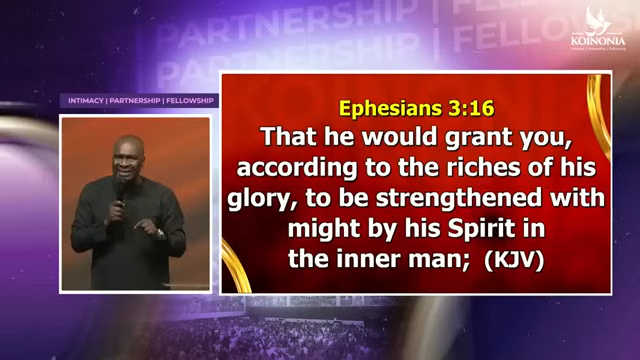 PARTNERSHIP | FELLOWSHIP
PARTNERSHIP | FELLOWS
KOINONIA
INTIMACY | PARTNERSHIP | FELLOWSHIP
Ephesians 3:16
That he would grant you,
according to the riches of his
glory, to be strengthened with
might by his Spirit in
the inner man; (KJV)